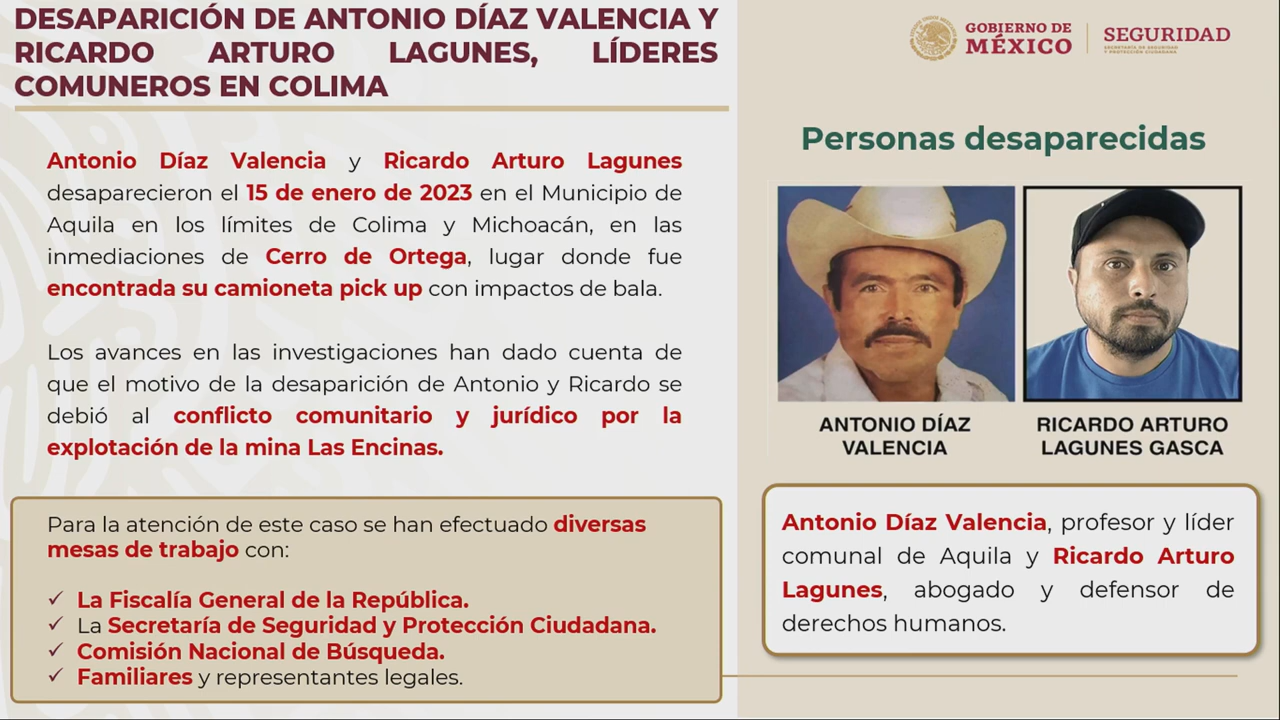 DESAPARICIÓN DE ANTONIO DÍAZ VALENCIA Y
RICARDO ARTURO LAGUNES, LÍDERES
COMUNEROS EN COLIMA
GOBIERNO DE
MÉXICO
SEGURIDAD
SECRETARÍA DE SEGURIDAD
Y PROTECCIÓN CIUDADANA
Antonio Díaz Valencia y Ricardo Arturo Lagunes
desaparecieron el 15 de enero de 2023 en el Municipio de
Aquila en los límites de Colima y Michoacán, en las
inmediaciones de Cerro de Ortega, lugar donde fue
encontrada su camioneta pick up con impactos de bala.
Los avances en las investigaciones han dado cuenta de
que el motivo de la desaparición de Antonio y Ricardo se
debió al conflicto comunitario y jurídico por la
explotación de la mina Las Encinas.
Para la atención de este caso se han efectuado diversas
mesas de trabajo con:
✓ La Fiscalía General de la República.
✓ La Secretaría de Seguridad y Protección Ciudadana.
✓ Comisión Nacional de Búsqueda.
✓ Familiares y representantes legales.
Personas desaparecidas
ANTONIO DÍAZ
VALENCIA
RICARDO ARTURO
LAGUNES GASCA
Antonio Díaz Valencia, profesor y líder
comunal de Aquila y Ricardo Arturo
Lagunes, abogado y defensor de
derechos humanos.